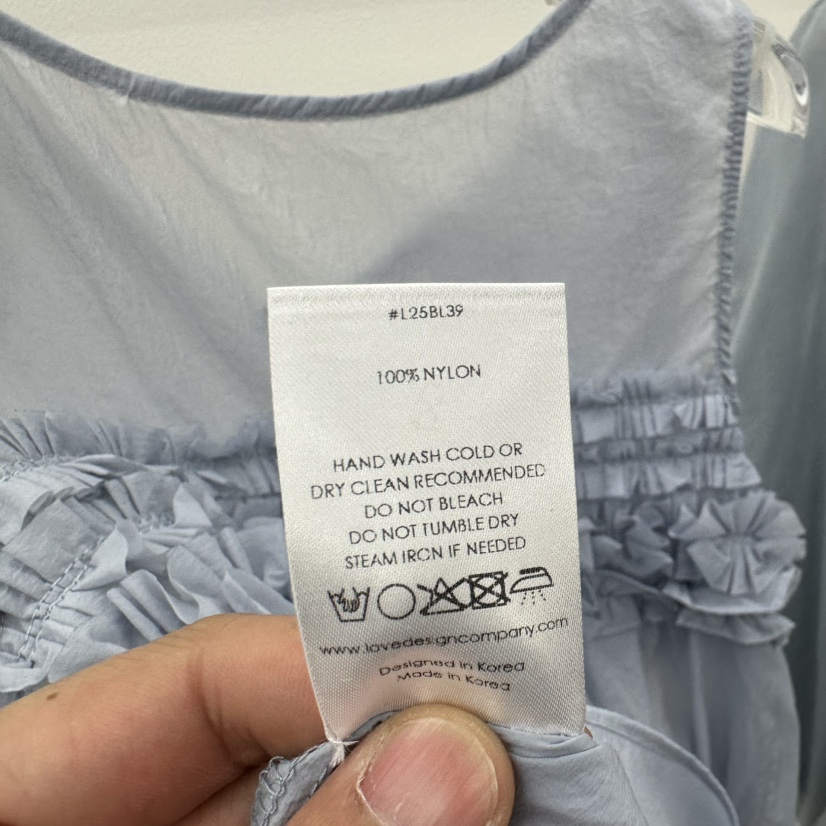 #L25BL39
100% NYLON
HAND WASH COLD OR
DRY CLEAN RECOMMENDED
DO NOT BLEACH
DO NOT TUMBLE DRY
STEAM IRON IF NEEDED
www.lovedesigncompany.com
Designed in Korea
Made in Korea